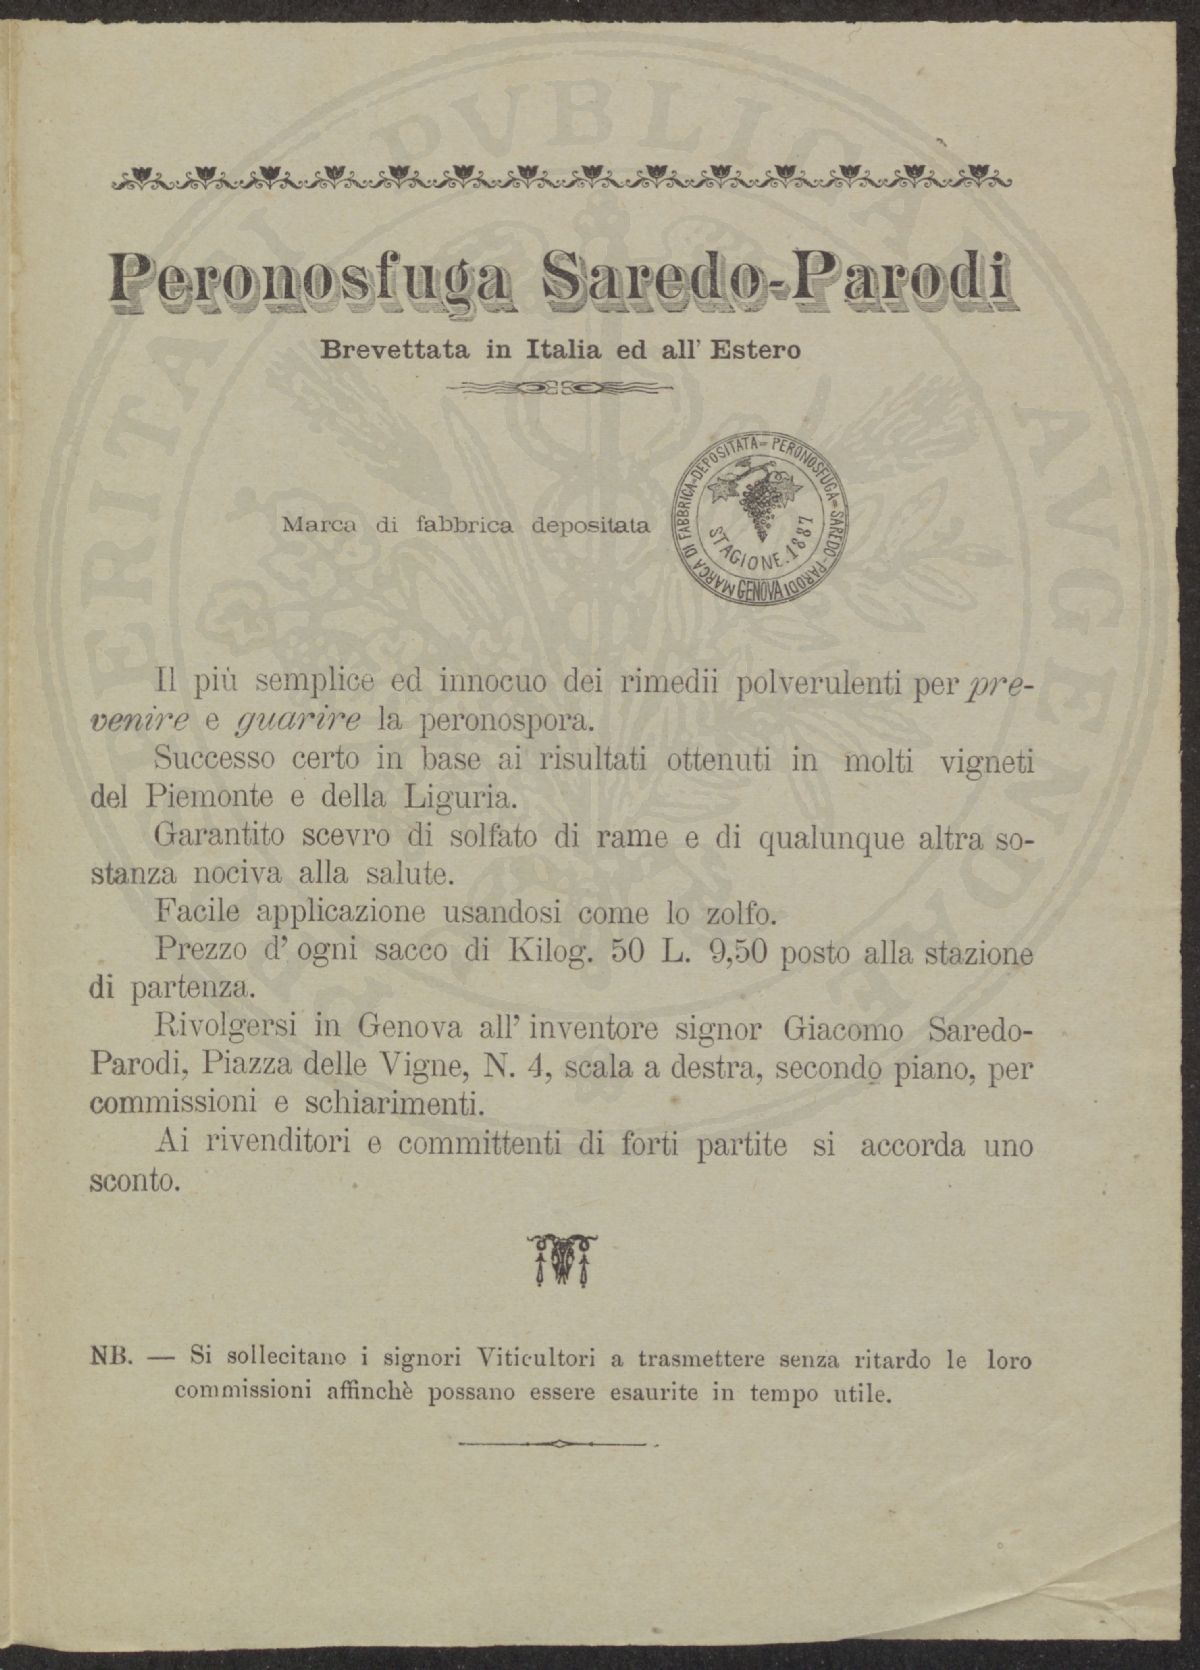 Peronosfuga Saredo-Parodi
Brevettata in Italia ed all' Estero
Marca di fabbrica depositata
MARCA DI FABBRICA=DEPOSITATA=PERONOSFUGA=SAREDO-PARODI
GENOVA
STAGIONE.1887
Il più semplice ed innocuo dei rimedii polverulenti per pre-
venire e guarire la peronospora.
Successo certo in base ai risultati ottenuti in molti vigneti
del Piemonte e della Liguria.
Garantito scevro di solfato di rame e di qualunque altra so-
stanza nociva alla salute.
Facile applicazione usandosi come lo zolfo.
Prezzo d' ogni sacco di Kilog. 50 L. 9,50 posto alla stazione
di partenza.
Rivolgersi in Genova all' inventore signor Giacomo Saredo-
Parodi, Piazza delle Vigne, N. 4, scala a destra, secondo piano, per
commissioni e schiarimenti.
Ai rivenditori e committenti di forti partite si accorda uno
sconto.
NB. — Si sollecitano i signori Viticultori a trasmettere senza ritardo le loro
commissioni affinchè possano essere esaurite in tempo utile.